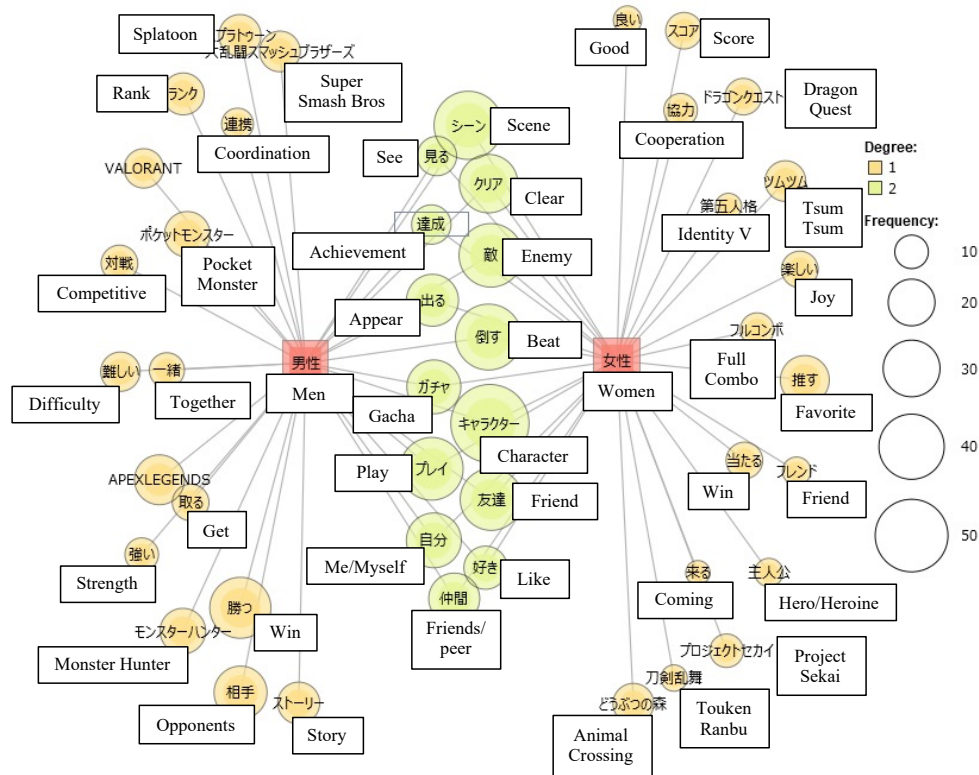 プラトゥーン
Splatoon
大乱闘スマッシュブラザーズ
Super
Smash Bros
ランク
Rank
連携
Coordination
VALORANT
ポケットモンスター
Pocket
Monster
対戦
Competitive
難しい
Difficulty
一緒
Together
男性
Men
APEXLEGENDS
取る
Get
強い
Strength
モンスターハンター
Monster Hunter
勝つ
Win
相手
Opponents
ストーリー
Story
シーン
Scene
見る
See
クリア
Clear
達成
Achievement
敵
Enemy
出る
Appear
倒す
Beat
ガチャ
Gacha
キャラクター
Character
プレイ
Play
友達
Friend
自分
Me/Myself
好き
Like
仲間
Friends/
peer
良い
Good
スコア
Score
協力
Cooperation
ドラゴンクエスト
Dragon
Quest
第五人格
Identity V
ツムツム
Tsum
Tsum
楽しい
Joy
女性
Women
フルコンボ
Full
Combo
推す
Favorite
当たる
Win
フレンド
Friend
来る
Coming
主人公
Hero/Heroine
プロジェクトセカイ
Project
Sekai
刀剣乱舞
Touken
Ranbu
どうぶつの森
Animal
Crossing
Degree:
1
2
Frequency:
10
20
30
40
50